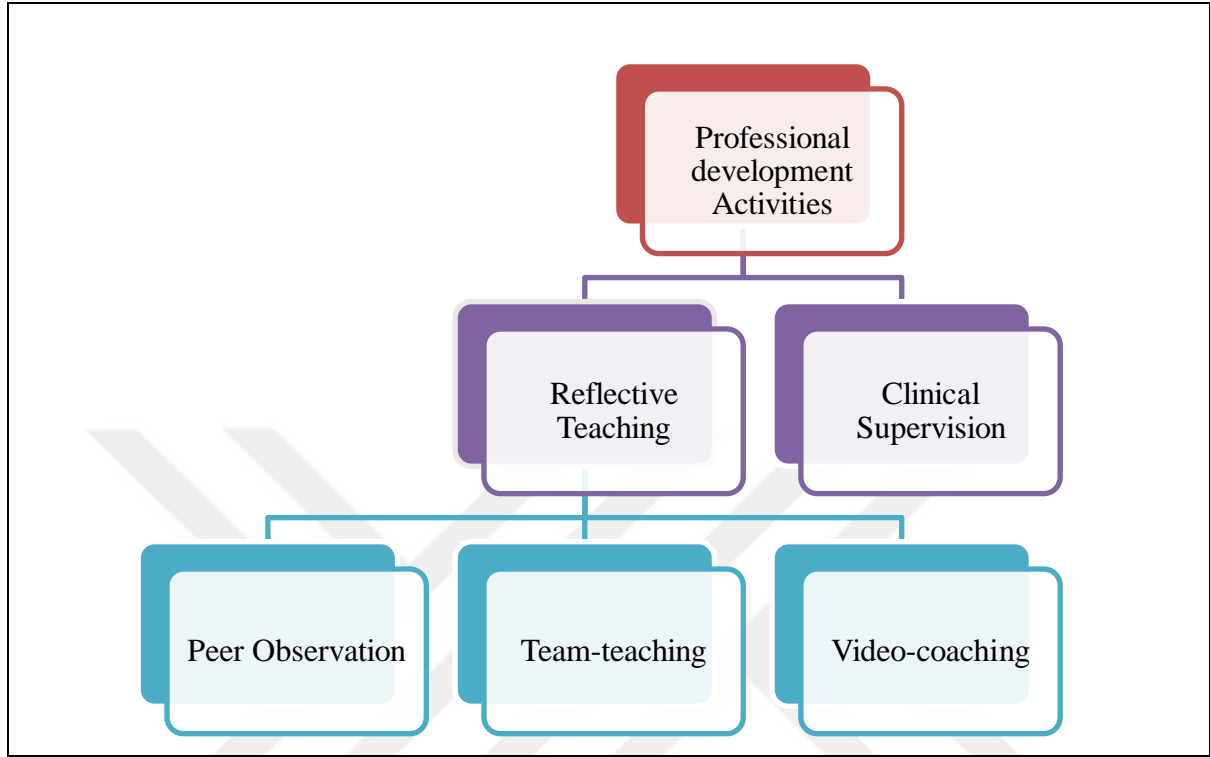 Professional
development
Activities
Reflective
Teaching
Clinical
Supervision
Peer Observation
Team-teaching
Video-coaching